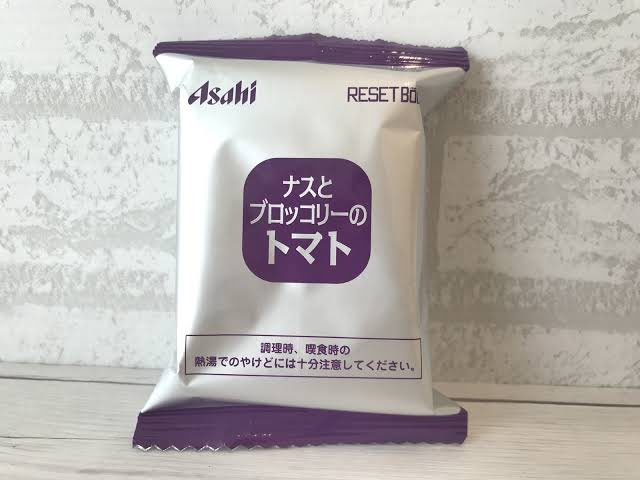 Asahi
RESET
ナスと
ブロッコリーの
トマト
調理時、喫食時の
熱湯でのやけどには十分注意してください。